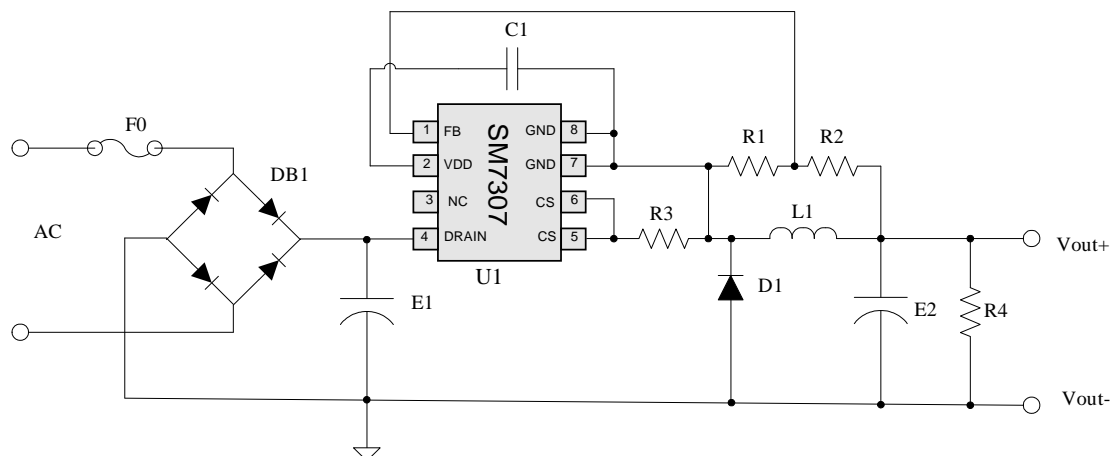 C1
F0
1 FB GND 8
R1 R2
SM7307
2 VDD GND 7
DB1
3 NC CS 6
R3
L1
AC
4 DRAIN CS 5
Vout+
U1
D1
E1
E2
R4
Vout-